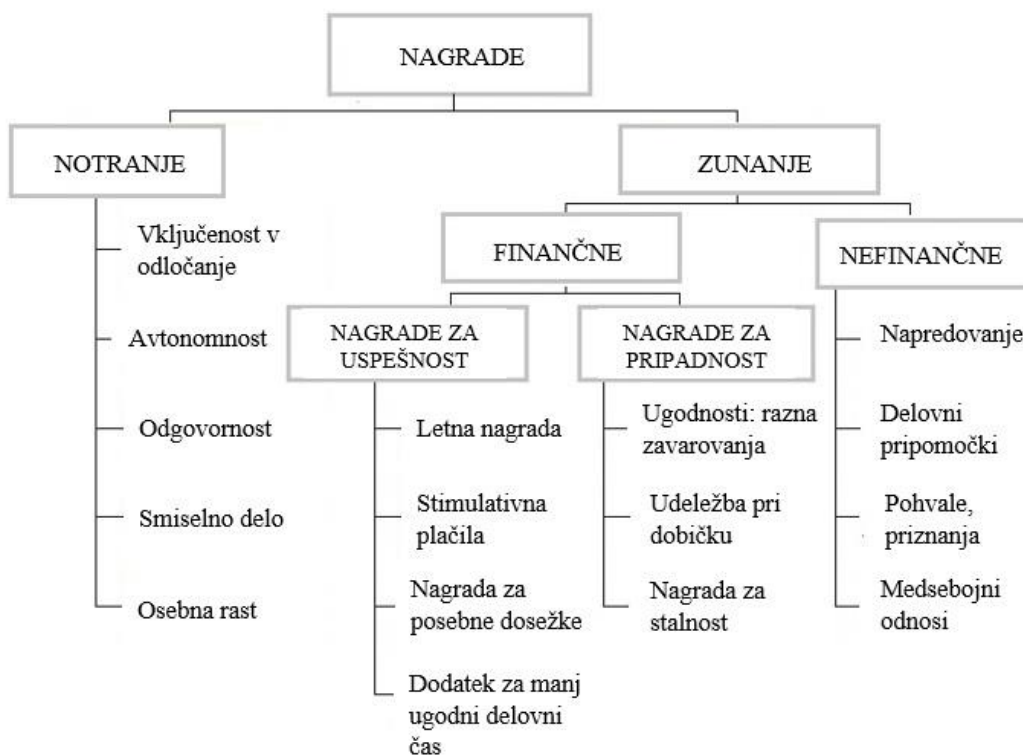 NAGRADE
NOTRANJE
ZUNANJE
Vključenost v
odločanje
Avtonomnost
Odgovornost
Smiselno delo
Osebna rast
FINANČNE
NEFINANČNE
NAGRADE ZA
USPEŠNOST
Letna nagrada
Stimulativna
plačila
Nagrada za
posebne dosežke
Dodatek za manj
ugodni delovni
čas
NAGRADE ZA
PRIPADNOST
Ugodnosti: razna
zavarovanja
Udeležba pri
dobičku
Nagrada za
stalnost
Napredovanje
Delovni
pripomočki
Pohvale,
priznanja
Medsebojni
odnosi